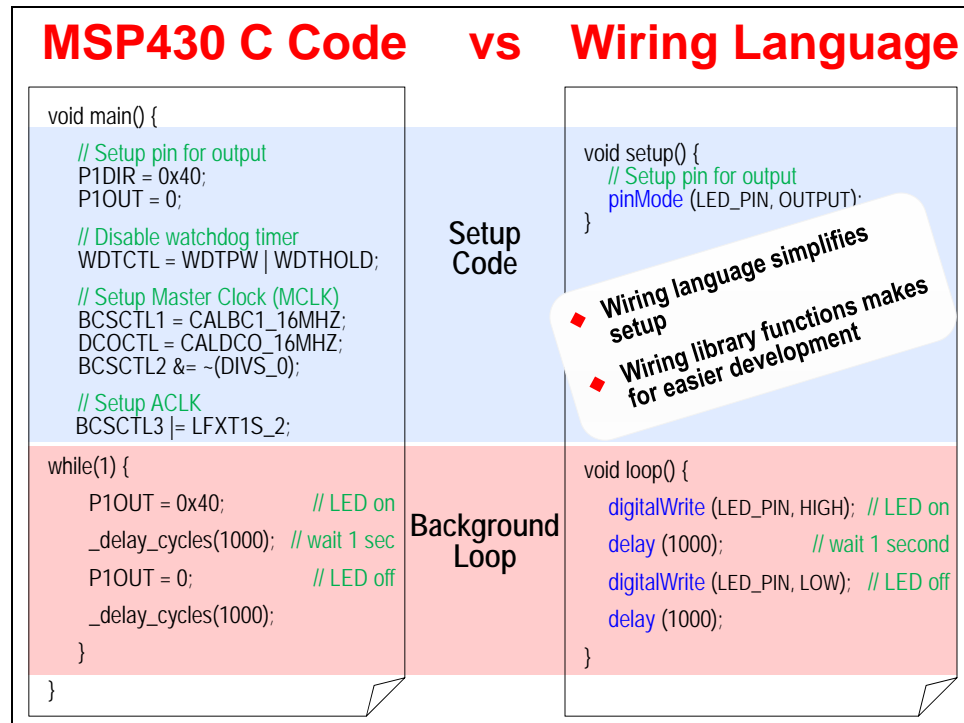 MSP430 C Code vs Wiring Language
void main() {
// Setup pin for output
P1DIR = 0x40;
P1OUT = 0;
// Disable watchdog timer
WDTCTL = WDTPW | WDTHOLD;
// Setup Master Clock (MCLK)
BCSCTL1 = CALBC1_16MHZ;
DCOCTL = CALDCO_16MHZ;
BCSCTL2 &= ~(DIVS_0);
// Setup ACLK
BCSCTL3 |= LFXT1S_2;
while(1) {
P1OUT = 0x40; // LED on
_delay_cycles(1000); // wait 1 sec
P1OUT = 0; // LED off
_delay_cycles(1000);
}
}
Setup
Code
Background
Loop
void setup() {
// Setup pin for output
pinMode (LED_PIN, OUTPUT);
}
◆ Wiring language simplifies
setup
◆ Wiring library functions makes
for easier development
void loop() {
digitalWrite (LED_PIN, HIGH); // LED on
delay (1000); // wait 1 second
digitalWrite (LED_PIN, LOW); // LED off
delay (1000);
}